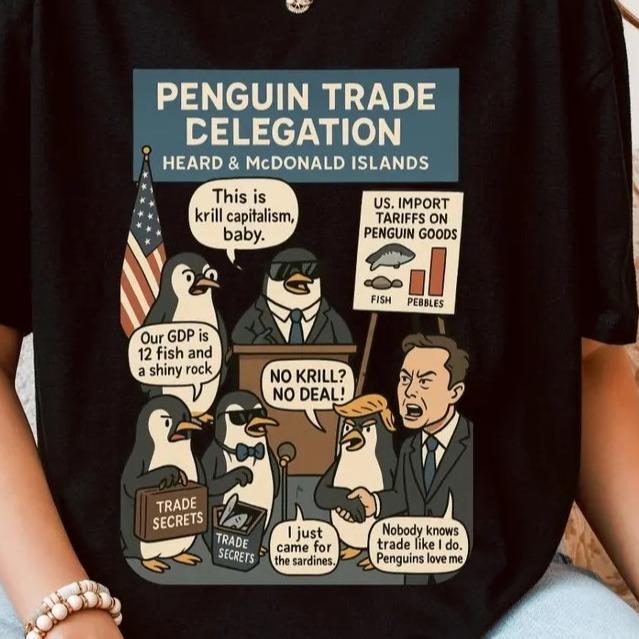 PENGUIN TRADE
CELEGATION
HEARD & McDONALD ISLANDS
This is
krill capitalism,
baby.
U.S. IMPORT
TARIFFS ON
PENGUIN GOODS
FISH PEBBLES
Our GDP is
12 fish and
a shiny rock
NO KRILL?
NO DEAL!
TRADE
SECRETS
TRADE
SECRETS
I just
came for
the sardines.
Nobody knows
trade like I do.
Penguins love me